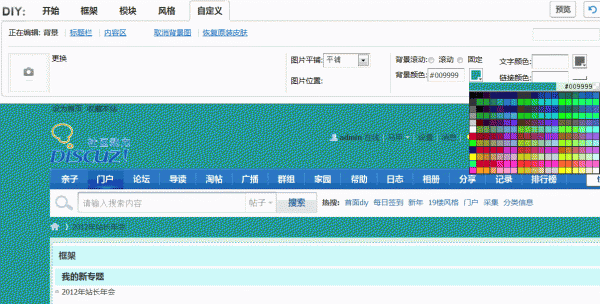 DIY: 开始 框架 模块 风格 自定义 预览
正在编辑: 背景 标题栏 内容区 取消背景图 恢复原装皮肤
更换 图片平铺: 平铺 背景滚动: 滚动 固定 文字颜色:
图片位置: 背景颜色: #009999 链接颜色:
#009999
设为首页 收藏本站
admin 在线 设置 消息
DISCUZ!
亲子 门户 论坛 导读 淘帖 广播 群组 家园 帮助 日志 相册 分享 记录 排行榜
请输入搜索内容 帖子 搜索 热搜: 首页diy 每日签到 新年 19楼风格 门户 采集 分类信息
2012年站长年会
框架
我的新专题
2012年站长年会